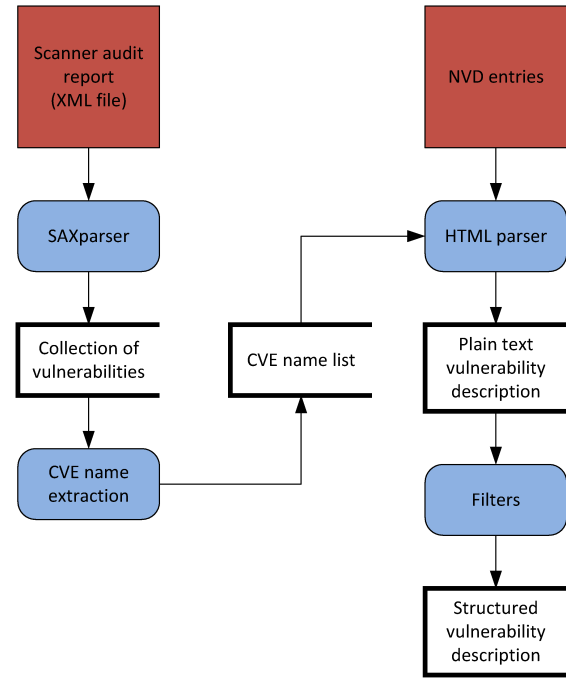 Scanner audit
report
(XML file)
SAXparser
Collection of
vulnerabilities
CVE name
extraction
CVE name list
NVD entries
HTML parser
Plain text
vulnerability
description
Filters
Structured
vulnerability
description